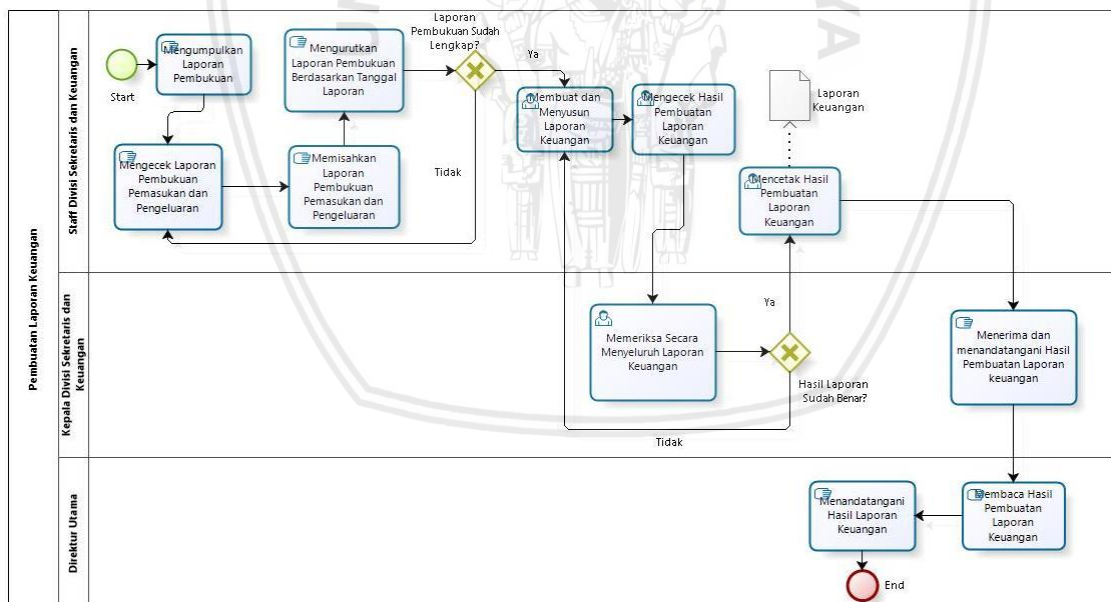 Pembuatan Laporan Keuangan
Staff Divisi Sekretaris dan Keuangan
Start
Mengumpulkan
Laporan
Pembukuan
Mengecek Laporan
Pembukuan
Pemasukan dan
Pengeluaran
Memisahkan
Laporan
Pembukuan
Pemasukan dan
Pengeluaran
Mengurutkan
Laporan Pembukuan
Berdasarkan Tanggal
Laporan
Laporan
Pembukuan Sudah
Lengkap?
Ya
Tidak
Membuat dan
Menyusun
Laporan
Keuangan
Mengecek Hasil
Pembuatan
Laporan
Keuangan
Laporan
Keuangan
Mencetak Hasil
Pembuatan
Laporan
Keuangan
Kepala Divisi Sekretaris dan
Keuangan
Memeriksa Secara
Menyeluruh Laporan
Keuangan
Ya
Hasil Laporan
Sudah Benar?
Tidak
Menerima dan
menandatangani Hasil
Pembuatan Laporan
keuangan
Direktur Utama
Membaca Hasil
Pembuatan
Laporan
Keuangan
Menandatangani
Hasil Laporan
Keuangan
End